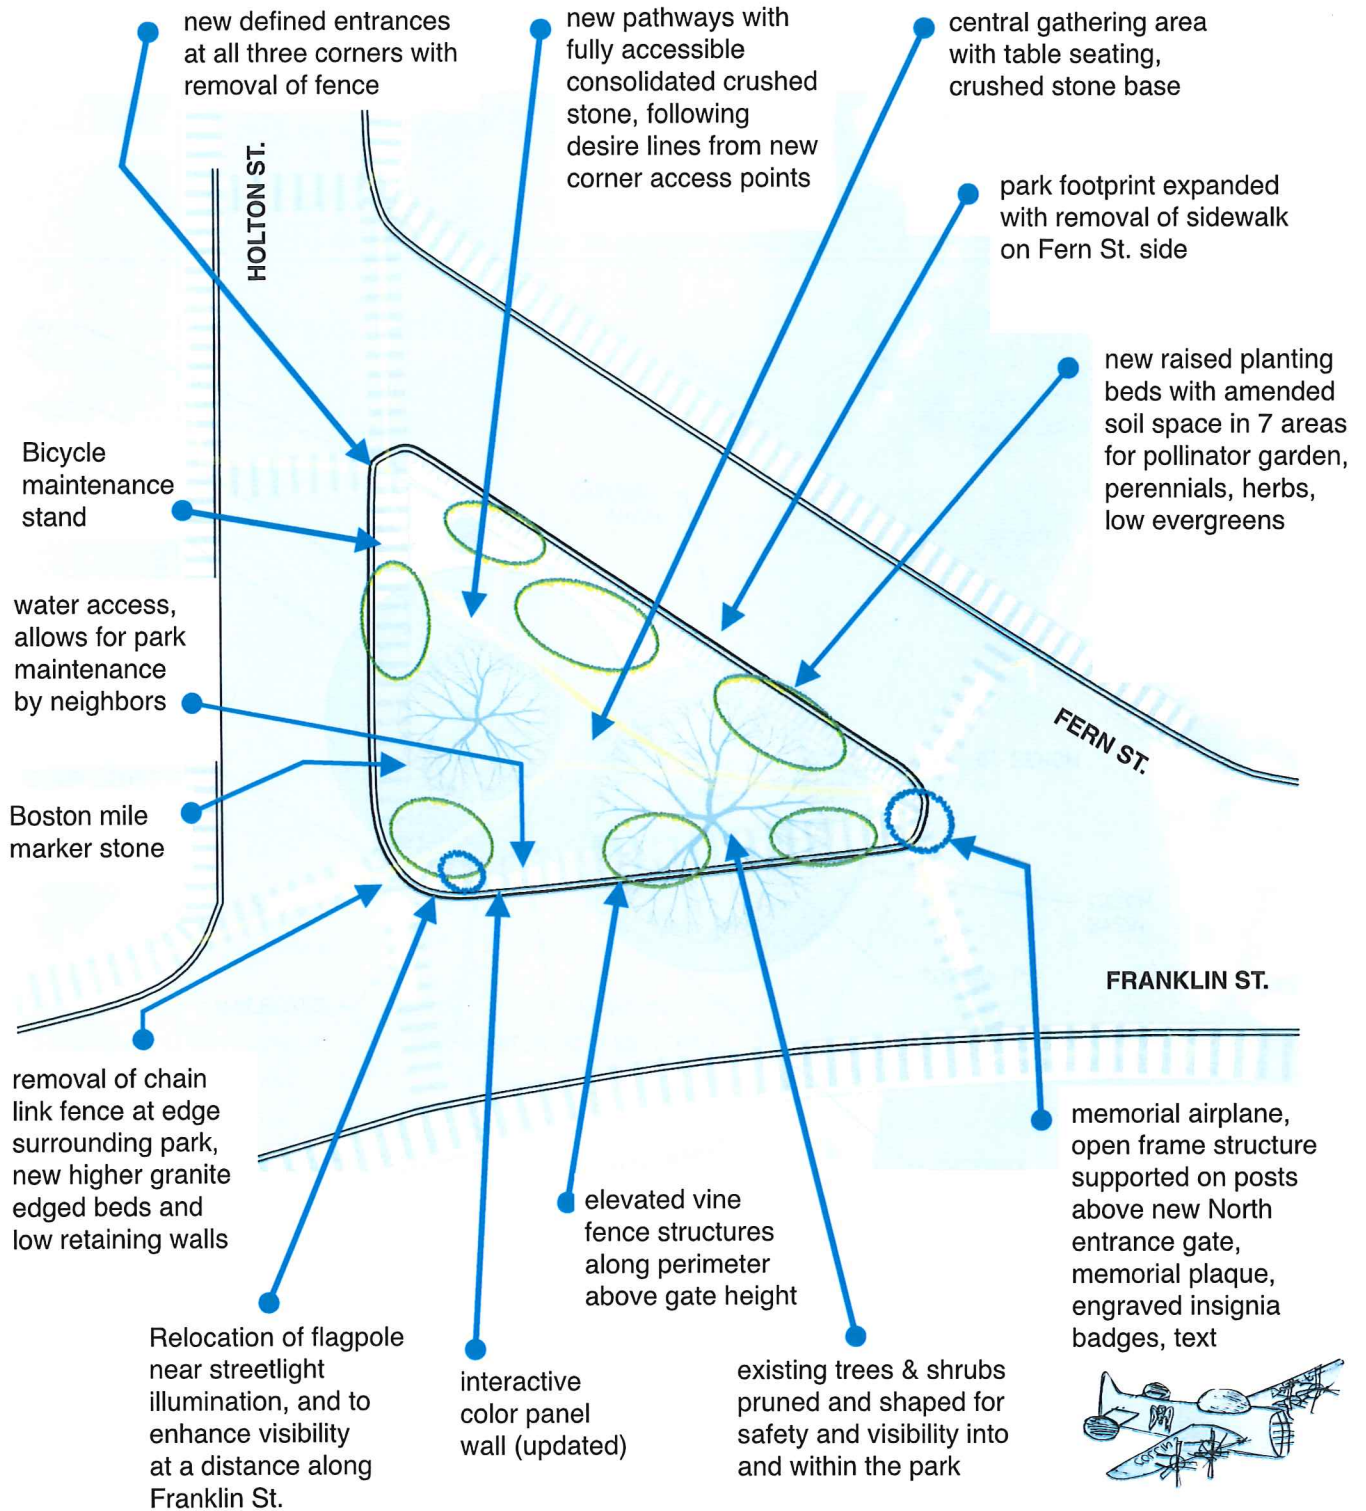 new defined entrances
at all three corners with
removal of fence
new pathways with
fully accessible
consolidated crushed
stone, following
desire lines from new
corner access points
central gathering area
with table seating,
crushed stone base
park footprint expanded
with removal of sidewalk
on Fern St. side
new raised planting
beds with amended
soil space in 7 areas
for pollinator garden,
perennials, herbs,
low evergreens
HOLTON ST.
Bicycle
maintenance
stand
water access,
allows for park
maintenance
by neighbors
Boston mile
marker stone
FERN ST.
FRANKLIN ST.
removal of chain
link fence at edge
surrounding park,
new higher granite
edged beds and
low retaining walls
elevated vine
fence structures
along perimeter
above gate height
memorial airplane,
open frame structure
supported on posts
above new North
entrance gate,
memorial plaque,
engraved insignia
badges, text
Relocation of flagpole
near streetlight
illumination, and to
enhance visibility
at a distance along
Franklin St.
interactive
color panel
wall (updated)
existing trees & shrubs
pruned and shaped for
safety and visibility into
and within the park